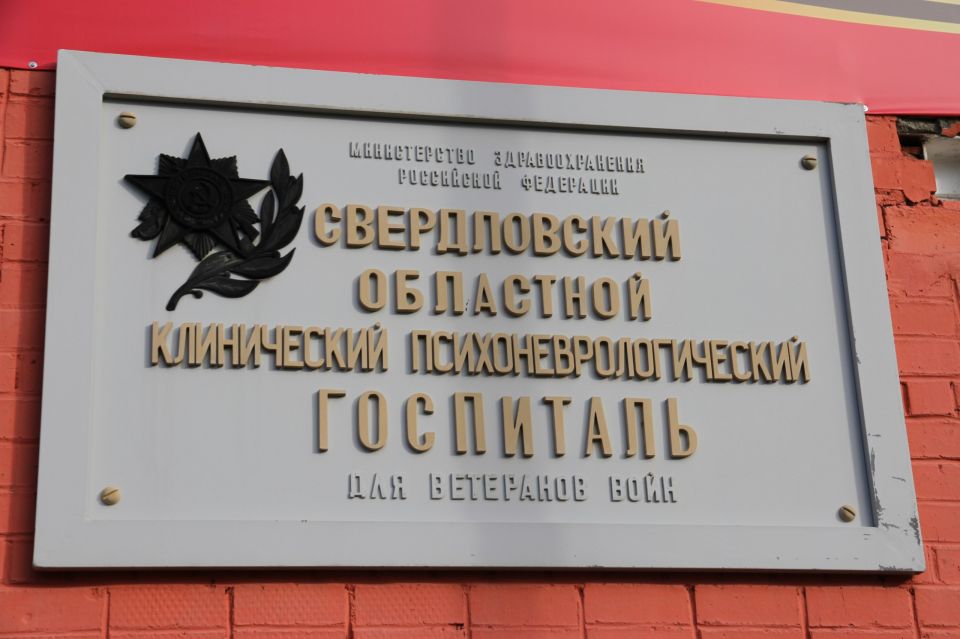 МИНИСТЕРСТВО ЗДРАВООХРАНЕНИЯ
РОССИЙСКОЙ ФЕДЕРАЦИИ
СВЕРДЛОВСКИЙ
ОБЛАСТНОЙ
КЛИНИЧЕСКИЙ ПСИХОНЕВРОЛОГИЧЕСКИЙ
ГОСПИТАЛЬ
ДЛЯ ВЕТЕРАНОВ ВОЙН